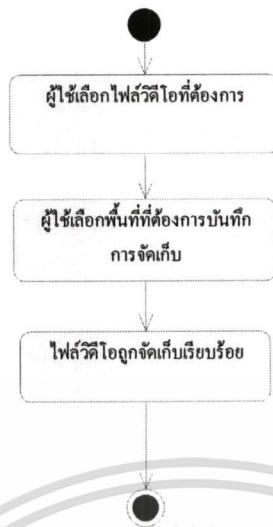 ผู้ใช้เลือกไฟล์วิดีโอที่ต้องการ
ผู้ใช้เลือกพื้นที่ที่ต้องการบันทึก
การจัดเก็บ
ไฟล์วิดีโอถูกจัดเก็บเรียบร้อย